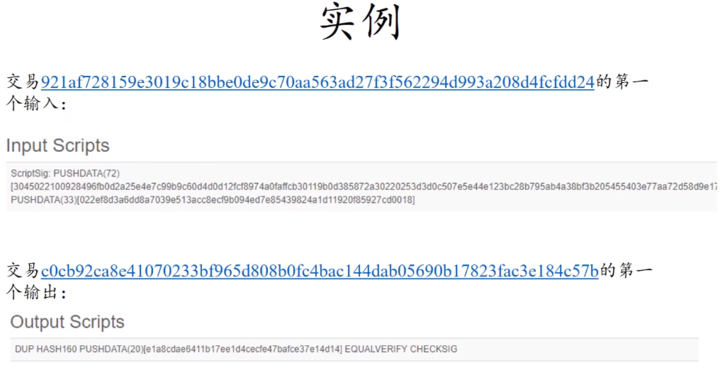 实例
交易921af728159e3019c18bbe0de9c70aa563ad27f3f562294d993a208d4fcfdd24的第一
个输入：
Input Scripts
ScriptSig: PUSHDATA(72)
[3045022100928496fb0d2a25e4e7c99b9c60d4d0d12fcf8974a0faffcb30119b0d385872a30220253d3d0c507e5e44e123bc28b795ab4a38bf3b205455403e77aa72d58d9e17
PUSHDATA(33)[022ef8d3a6dd8a7039e513acc8ecf9b094ed7e85439824a1d11920f85927cd0018]
交易c0cb92ca8e41070233bf965d808b0fc4bac144dab05690b17823fac3e184c57b的第一
个输出：
Output Scripts
DUP HASH160 PUSHDATA(20)[e1a8cdae6411b17ee1d4cecfe47bafce37e14d14] EQUALVERIFY CHECKSIG